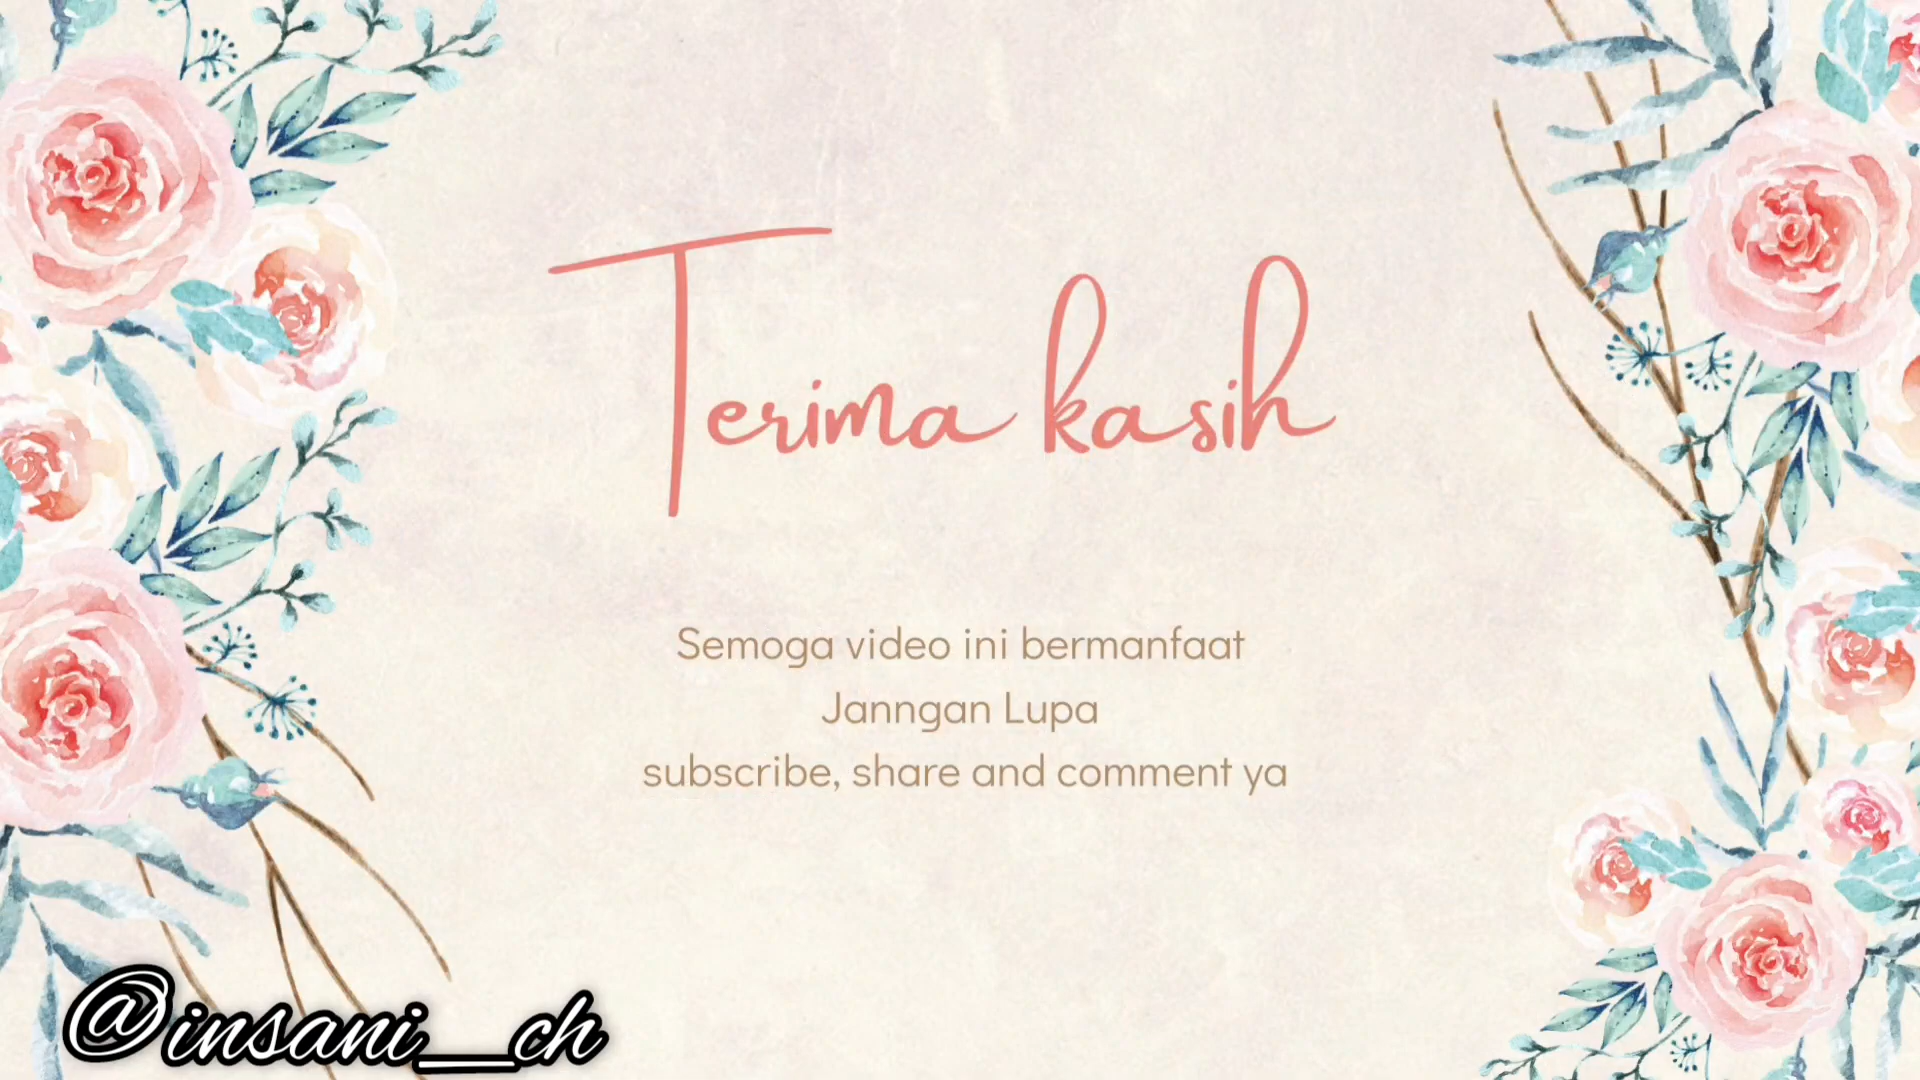 Terima kasih
Semoga video ini bermanfaat
Janngan Lupa
subscribe, share and comment ya
@insani__ch